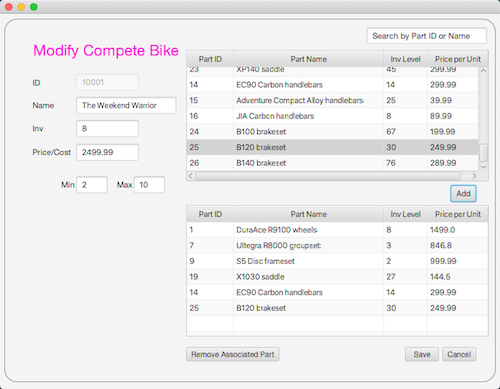 Search by Part ID or Name
Modify Compete Bike
Part ID Part Name Inv Level Price per Unit
23 XP140 saddle 45 299.99
14 EC90 Carbon handlebars 14 299.99
15 Adventure Compact Alloy handlebars 25 39.99
16 JIA Carbon handlebars 8 89.99
24 B100 brakeset 67 199.99
25 B120 brakeset 30 249.99
26 B140 brakeset 76 289.99
ID 10001
Name The Weekend Warrior
Inv 8
Price/Cost 2499.99
Min 2 Max 10
Add
Part ID Part Name Inv Level Price per Unit
1 DuraAce R9100 wheels 8 1499.0
7 Ultegra R8000 groupset 3 846.8
9 S5 Disc frameset 2 999.99
19 X1030 saddle 27 144.5
14 EC90 Carbon handlebars 14 299.99
25 B120 brakeset 30 249.99
Remove Associated Part Save Cancel